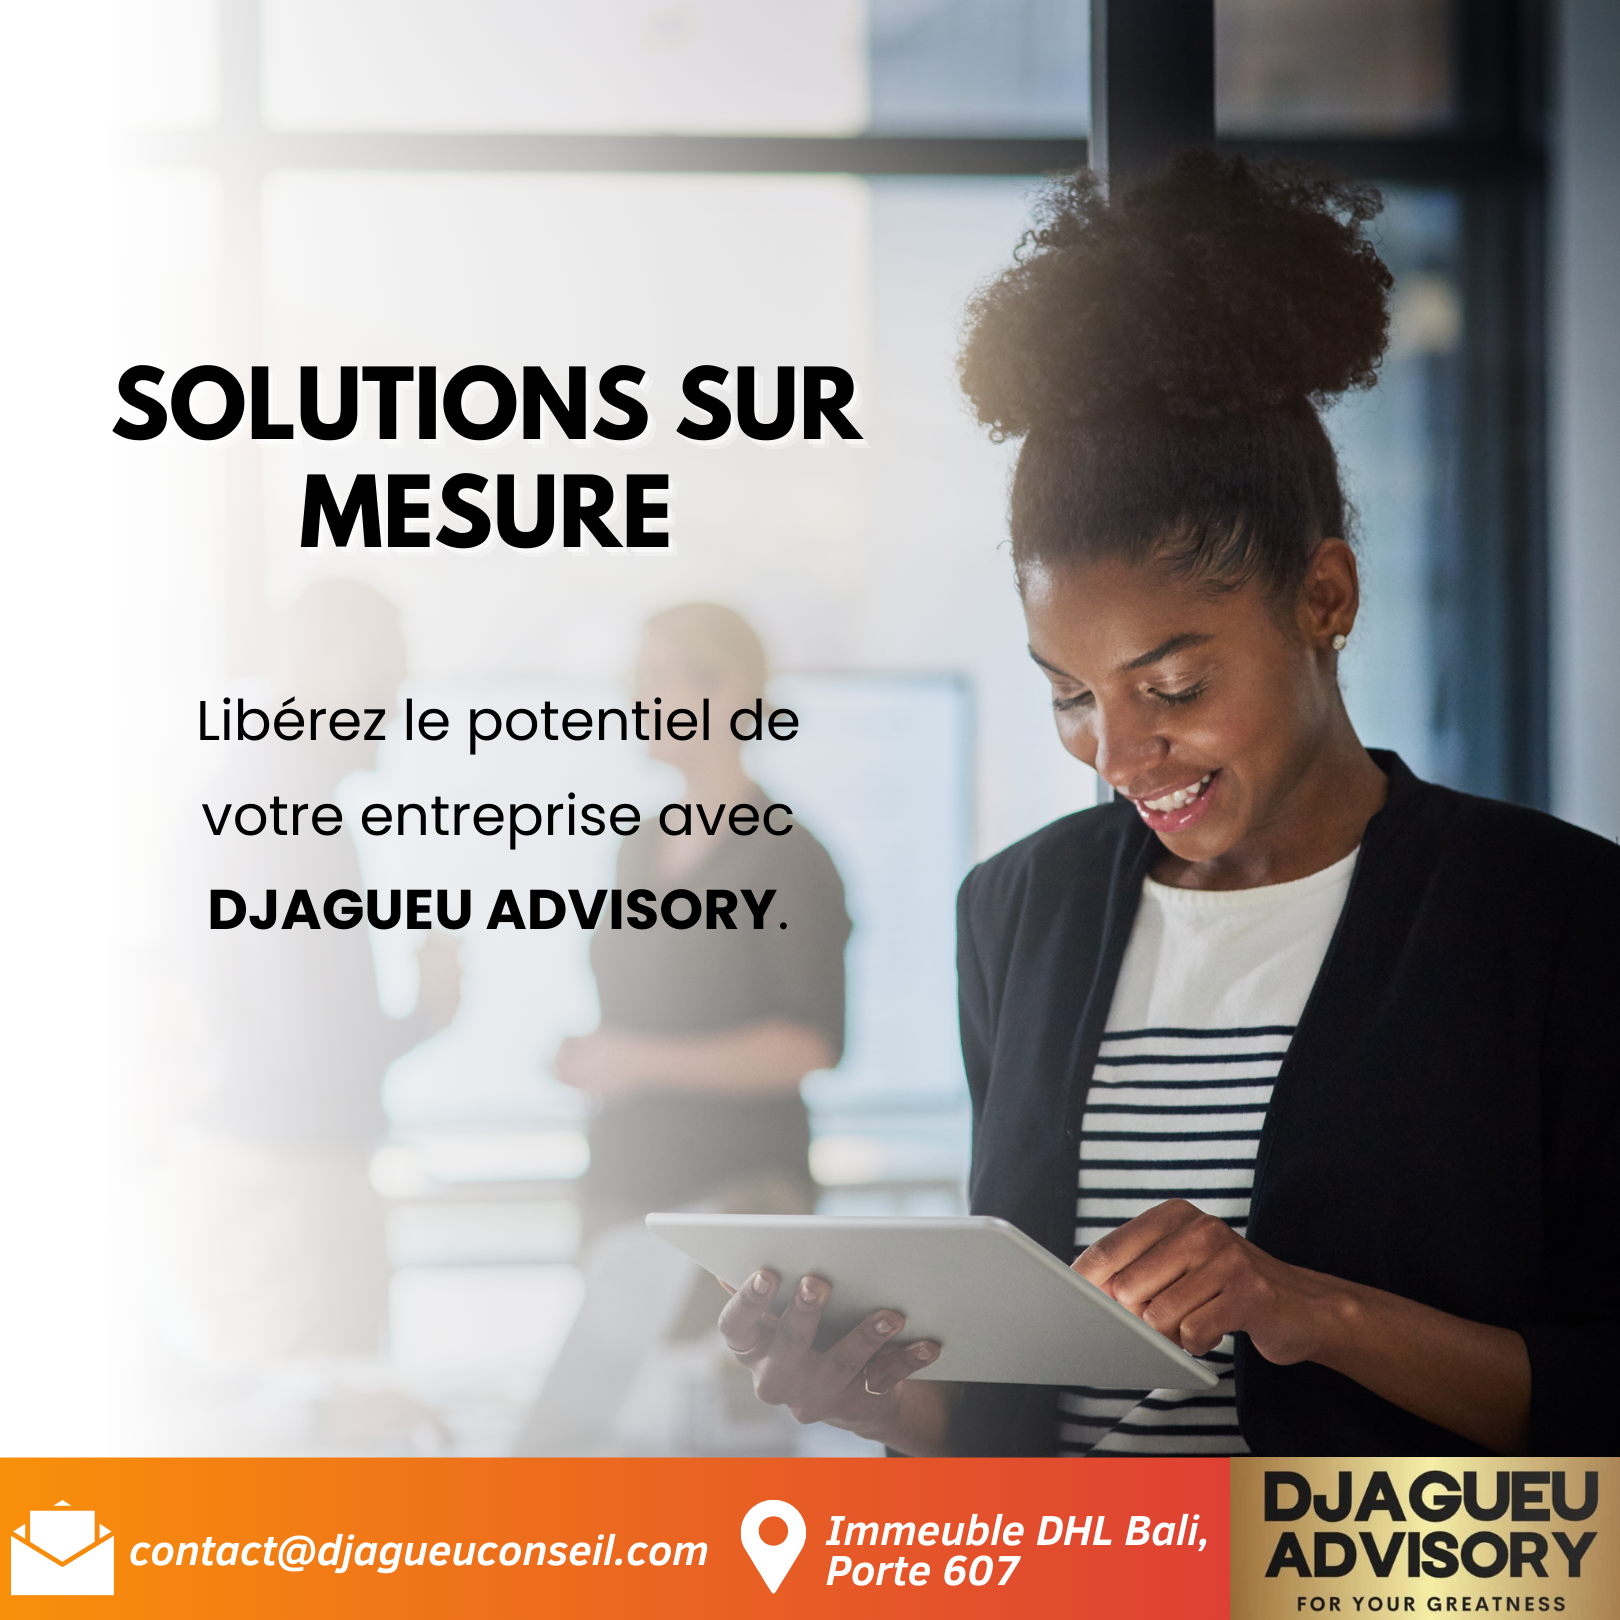 SOLUTIONS SUR
MESURE
Libérez le potentiel de
votre entreprise avec
DJAGUEU ADVISORY.
contact@djagueuconseil.com
Immeuble DHL Bali,
Porte 607
DJAGUEU
ADVISORY
FOR YOUR GREATNESS